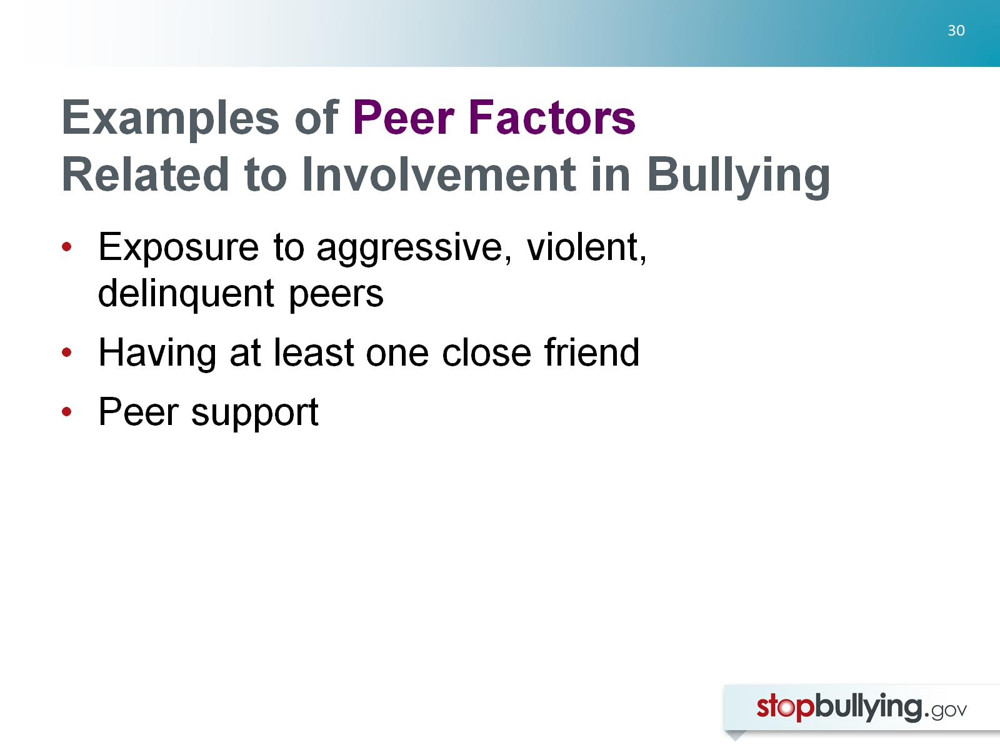 30
Examples of Peer Factors
Related to Involvement in Bullying
• Exposure to aggressive, violent,
delinquent peers
• Having at least one close friend
• Peer support
stopbullying.gov